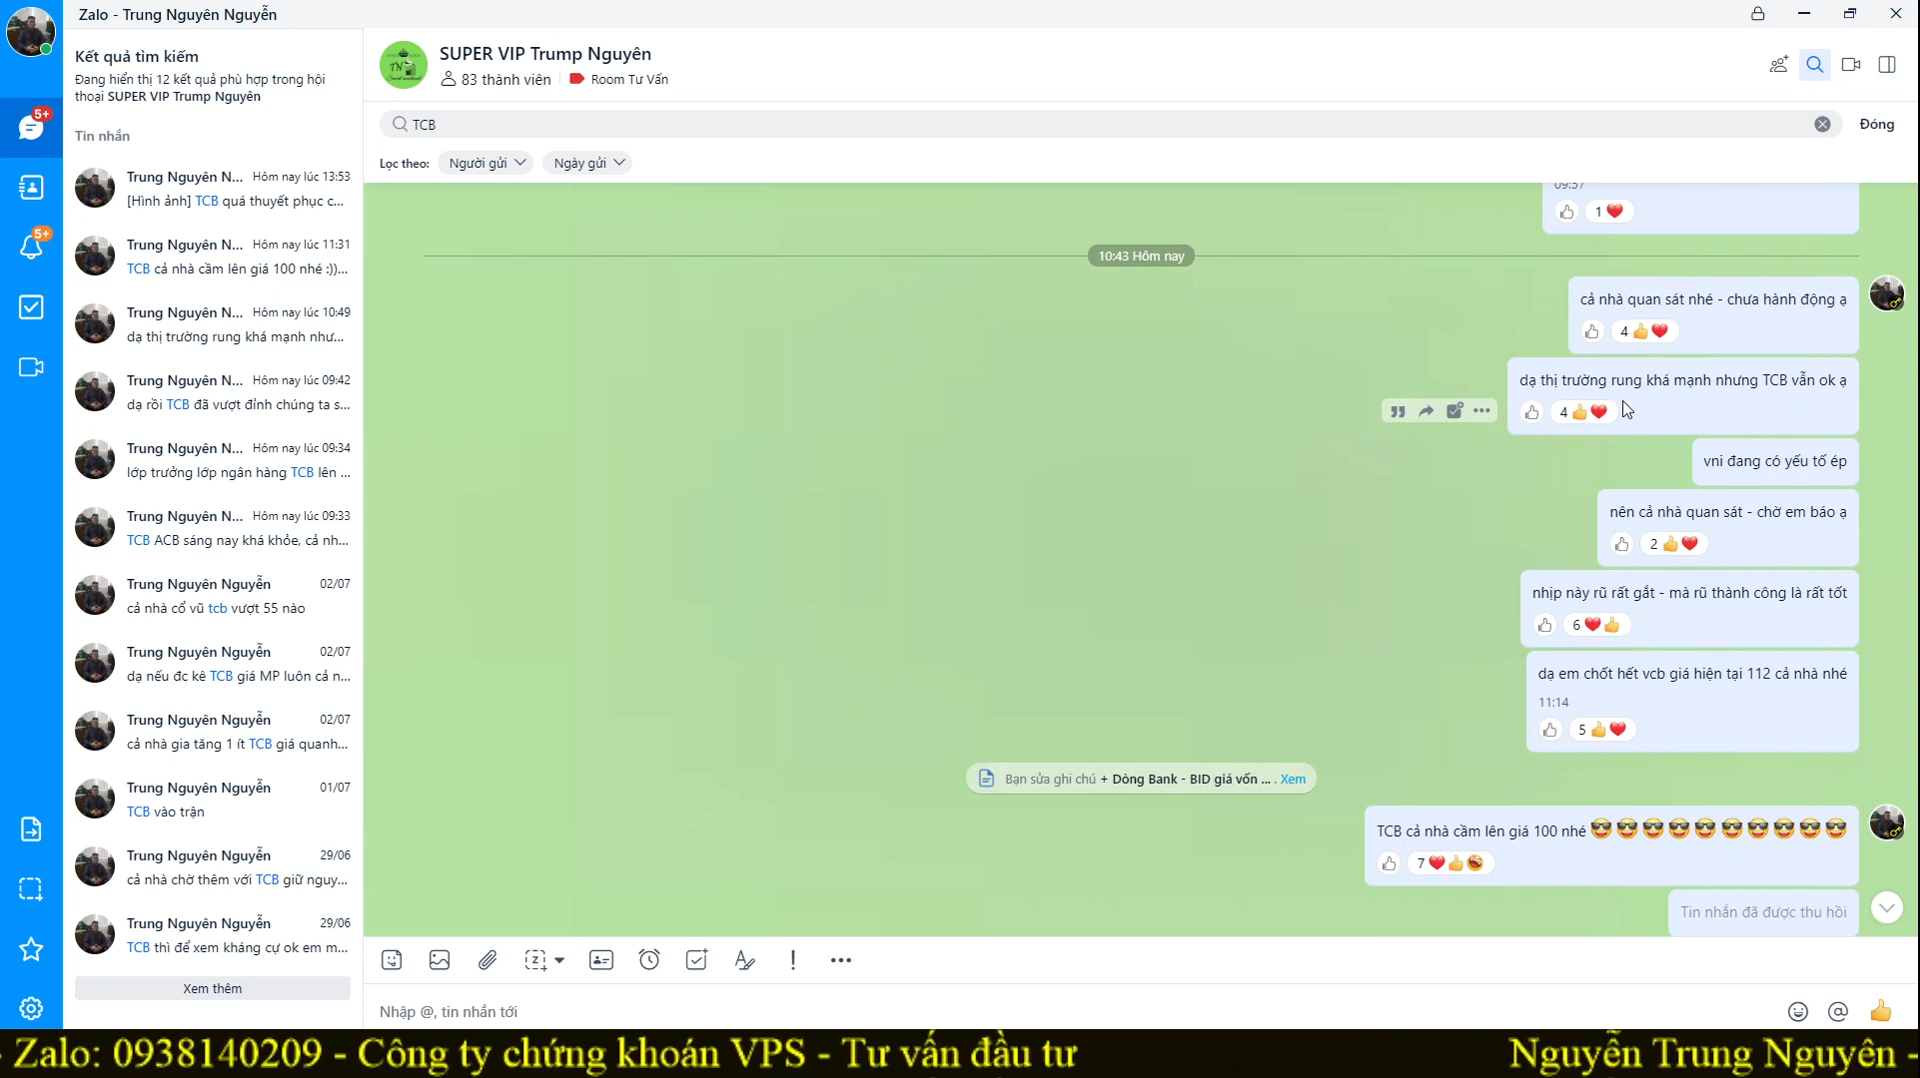 Zalo - Trung Nguyên Nguyễn
Kết quả tìm kiếm
Đang hiển thị 12 kết quả phù hợp trong hội
thoại SUPER VIP Trump Nguyên
Tin nhắn
5+
5+
Trung Nguyên N... Hôm nay lúc 13:53
[Hình ảnh] TCB quá thuyết phục c...
Trung Nguyên N... Hôm nay lúc 11:31
TCB cả nhà cầm lên giá 100 nhé :))...
Trung Nguyên N... Hôm nay lúc 10:49
dạ thị trường rung khá mạnh như...
Trung Nguyên N... Hôm nay lúc 09:42
dạ rồi TCB đã vượt đỉnh chúng ta s...
Trung Nguyên N... Hôm nay lúc 09:34
lớp trưởng lớp ngân hàng TCB lên ...
Trung Nguyên N... Hôm nay lúc 09:33
TCB ACB sáng nay khá khỏe, cả nh...
Trung Nguyên Nguyễn 02/07
cả nhà cổ vũ tcb vượt 55 nào
Trung Nguyên Nguyễn 02/07
dạ nếu đc kê TCB giá MP luôn cả n...
Trung Nguyên Nguyễn 02/07
cả nhà gia tăng 1 ít TCB giá quanh...
Trung Nguyên Nguyễn 01/07
TCB vào trận
Trung Nguyên Nguyễn 29/06
cả nhà chờ thêm với TCB giữ nguy...
Trung Nguyên Nguyễn 29/06
TCB thì để xem kháng cự ok em m...
Xem thêm
SUPER VIP Trump Nguyên
83 thành viên Room Tư Vấn
TCB
Đóng
Lọc theo: Người gửi Ngày gửi
09:37
1
10:43 Hôm nay
cả nhà quan sát nhé - chưa hành động ạ
4
dạ thị trường rung khá mạnh nhưng TCB vẫn ok ạ
4
vni đang có yếu tố ép
nên cả nhà quan sát - chờ em báo ạ
2
nhịp này rũ rất gắt - mà rũ thành công là rất tốt
6
dạ em chốt hết vcb giá hiện tại 112 cả nhà nhé
11:14
5
Bạn sửa ghi chú + Dòng Bank - BID giá vốn ... . Xem
TCB cả nhà cầm lên giá 100 nhé 😎😎😎😎😎😎😎😎😎😎
7
Tin nhắn đã được thu hồi
Nhập @, tin nhắn tới
- Zalo: 0938140209 - Công ty chứng khoán VPS - Tư vấn đầu tư Nguyễn Trung Nguyên -